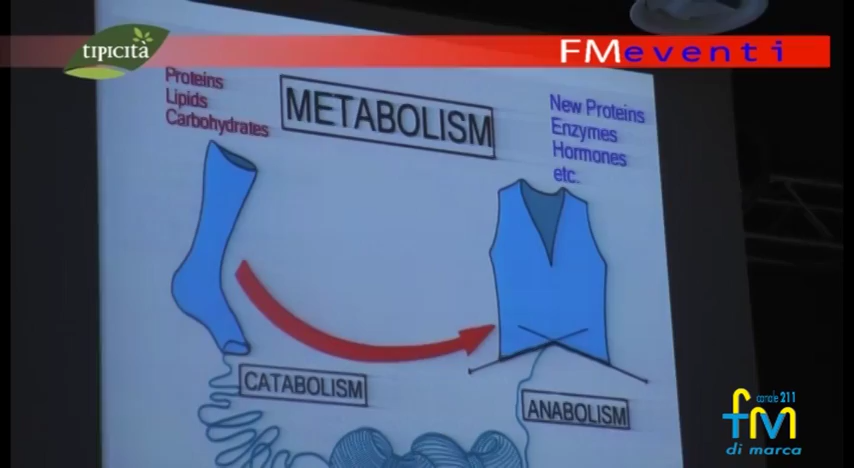 TIPICITà
FMeventi
Proteins
Lipids
Carbohydrates
METABOLISM
New Proteins
Enzymes
Hormones
etc.
CATABOLISM
ANABOLISM
canale 211
fM
di marca